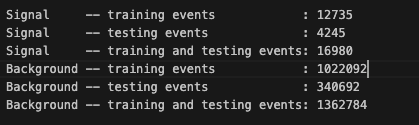 Signal     -- training events            : 12735
Signal     -- testing events             : 4245
Signal     -- training and testing events: 16980
Background -- training events            : 1022092
Background -- testing events             : 340692
Background -- training and testing events: 1362784